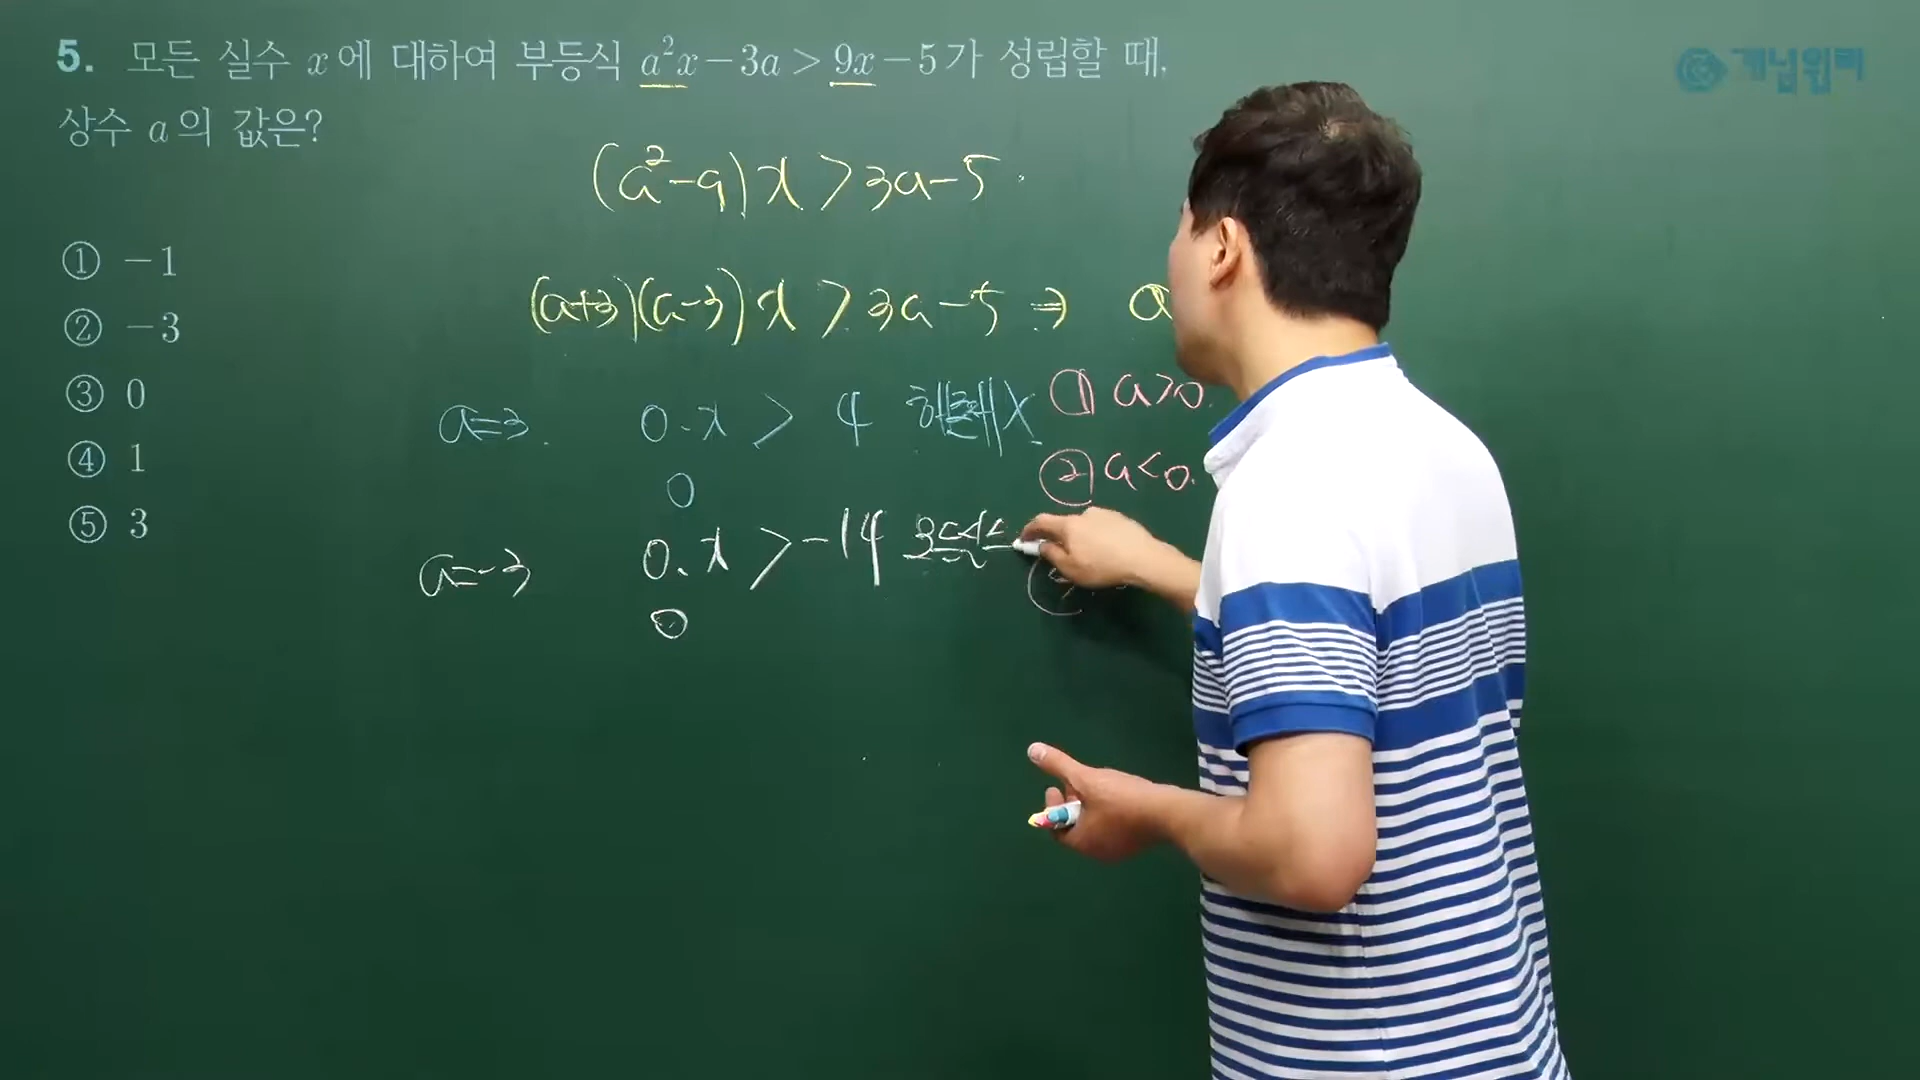 5. 모든 실수 x에 대하여 부등식 a²x－3a > 9x－5가 성립할 때,
상수 a의 값은?
개념원리
(a²-9)x>3a-5
① －1
(a+3)(a-3)x>3a-5 ⇒ a
② －3
③ 0
a=3. 0·x > 4 해 존재 X ① a>0.
④ 1
0
② a<0.
⑤ 3
a=-3 0·x>-14
0